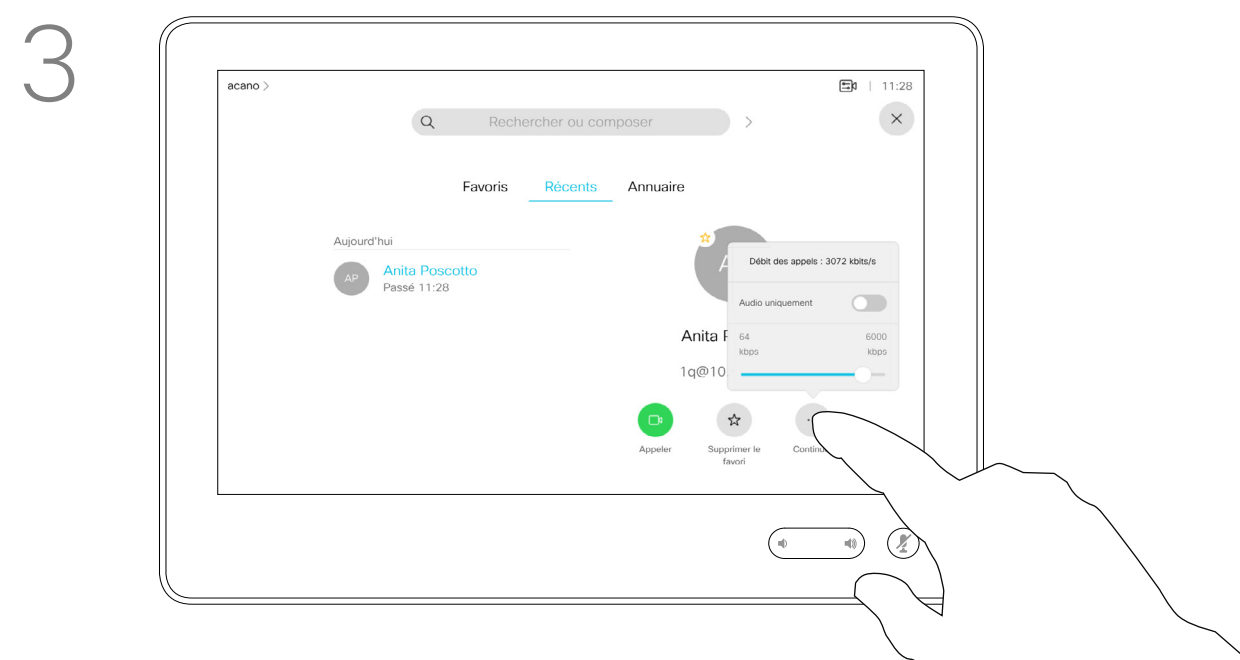 3
acano >
11:28
Rechercher ou composer
Favoris Récents Annuaire
Aujourd'hui
AP
Anita Poscotto
Passé 11:28
Débit des appels : 3072 kbits/s
Audio uniquement
64 6000
kbps kbps
Anita
1q@10
Appeler
Supprimer le
favori